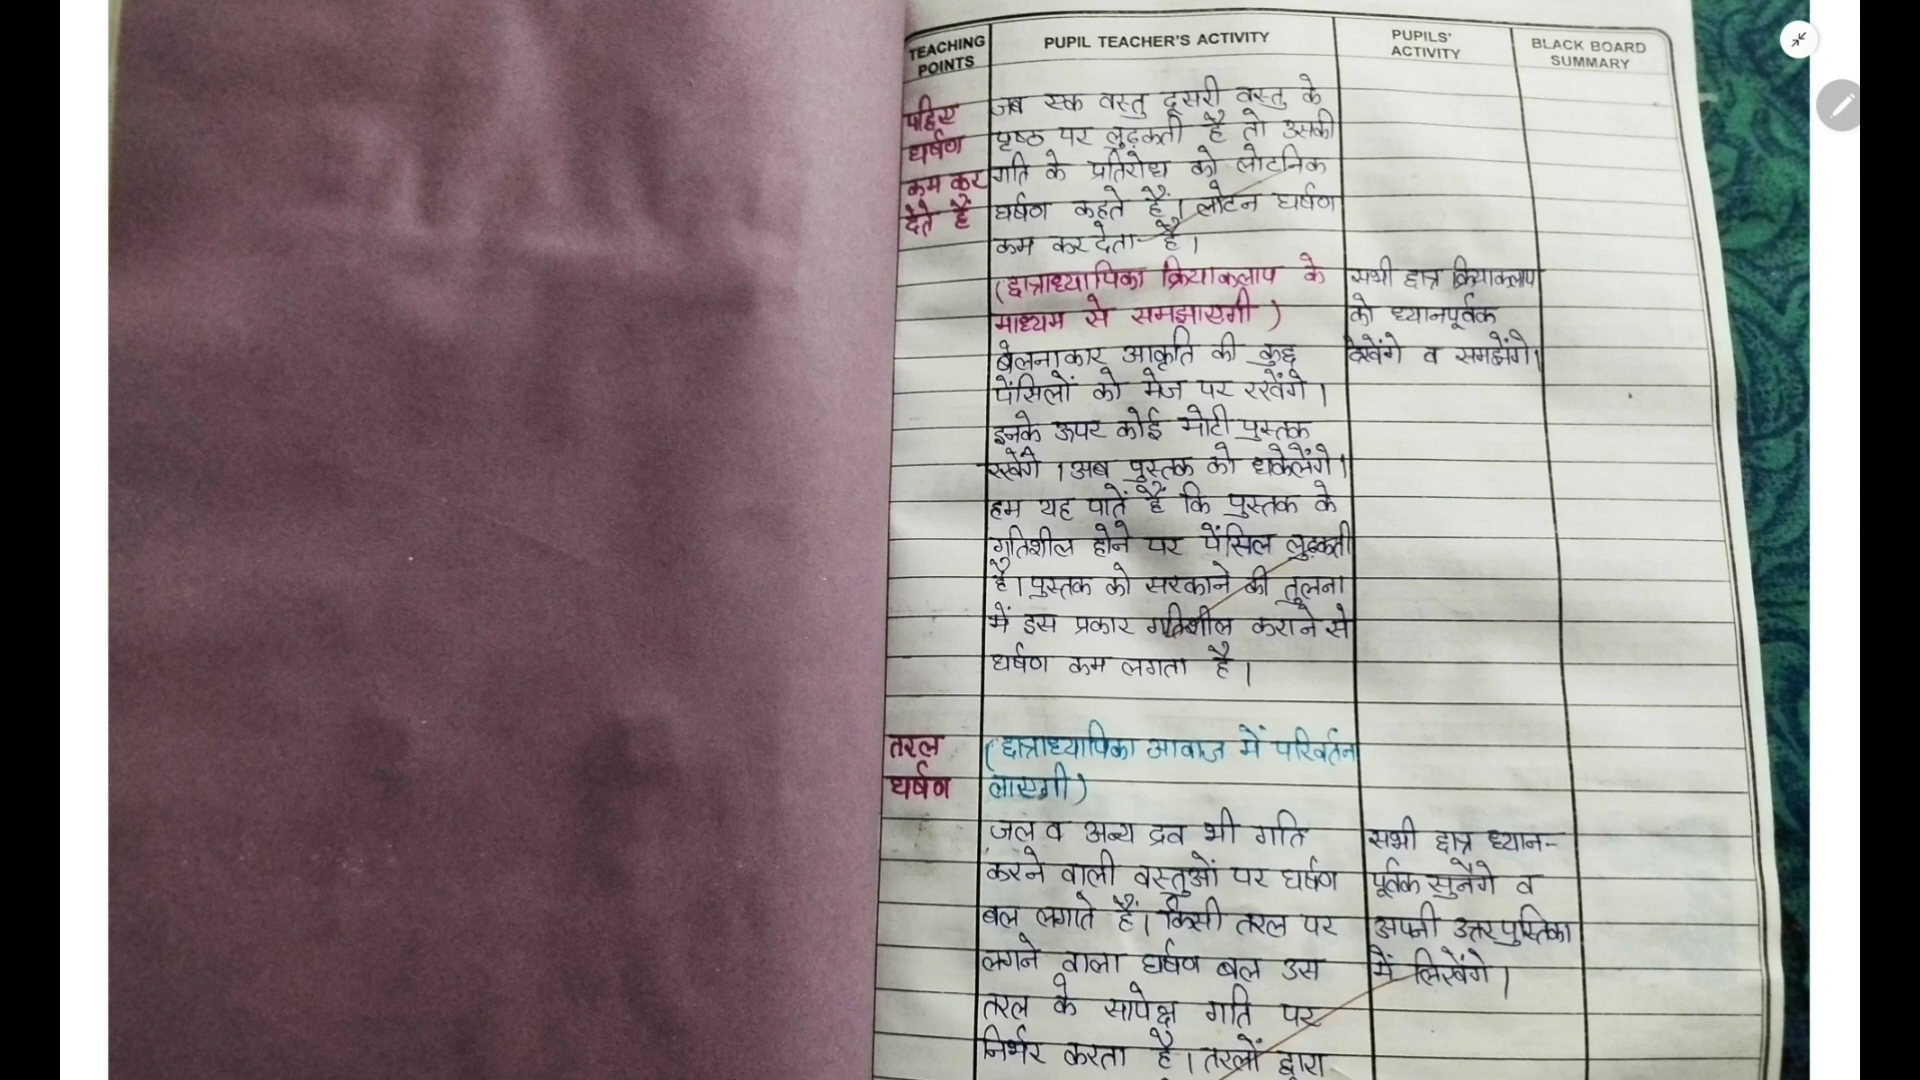 TEACHING POINTS
PUPIL TEACHER'S ACTIVITY
PUPILS' ACTIVITY
BLACK BOARD SUMMARY
पहिए
घर्षण
कम कर
देते हैं
जब एक वस्तु दूसरी वस्तु के
पृष्ठ पर लुढ़कती है तो उसकी
गति के प्रतिरोध को लोटनिक
घर्षण कहते हैं। लोटन घर्षण
कम कर देता है।
(छात्राध्यापिका क्रियाकलाप के
माध्यम से समझाएगी)
बेलनाकार आकृति की कुछ
पेंसिलों को मेज पर रखेंगे।
इनके ऊपर कोई मोटी पुस्तक
रखेंगे। अब पुस्तक को धकेलेंगे।
हम यह पाते हैं कि पुस्तक के
गतिशील होने पर पेंसिल लुढ़कती
है। पुस्तक को सरकाने की तुलना
में इस प्रकार गतिशील कराने से
घर्षण कम लगता है।
सभी छात्र क्रियाकलाप
को ध्यानपूर्वक
देखेंगे व समझेंगे।
तरल
घर्षण
(छात्राध्यापिका आवाज में परिवर्तन
लाएगी)
जल व अन्य द्रव भी गति
करने वाली वस्तुओं पर घर्षण
बल लगाते हैं। किसी तरल पर
लगने वाला घर्षण बल उस
तरल के सापेक्ष गति पर
निर्भर करता है। तरलों द्वारा
सभी छात्र ध्यान-
पूर्वक सुनेंगे व
अपनी उत्तरपुस्तिका
में लिखेंगे।